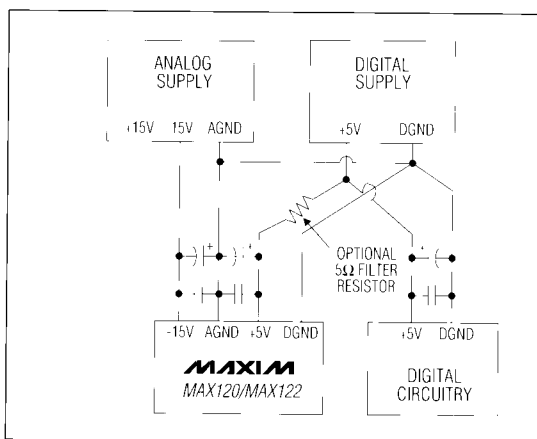 ANALOG
SUPPLY
+15V 15V AGND
DIGITAL
SUPPLY
+5V DGND
OPTIONAL
5Ω FILTER
RESISTOR
-15V AGND +5V DGND
MAXIM
MAX120/MAX122
+5V DGND
DIGITAL
CIRCUITRY